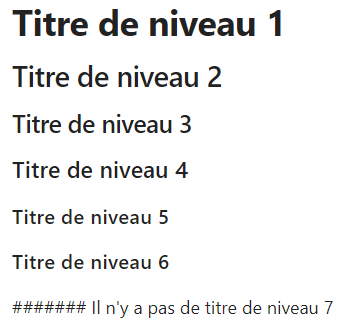 Titre de niveau 1
Titre de niveau 2
Titre de niveau 3
Titre de niveau 4
Titre de niveau 5
Titre de niveau 6
####### Il n'y a pas de titre de niveau 7